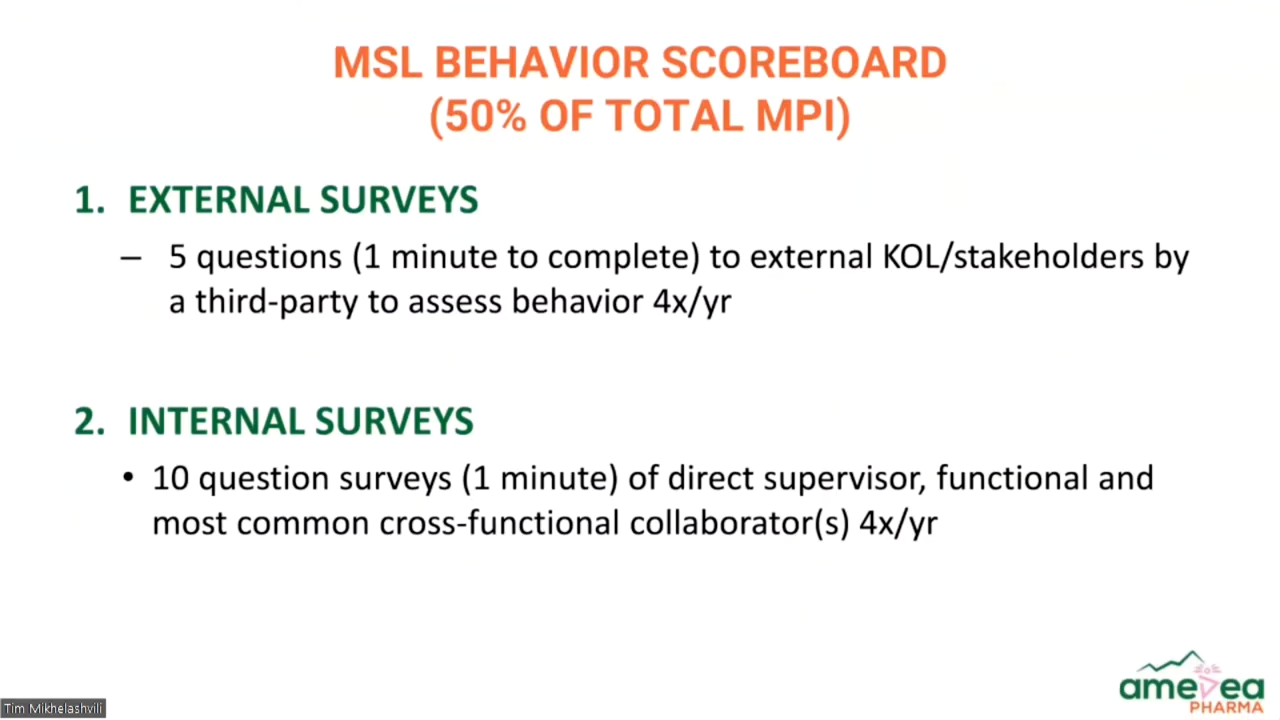 MSL BEHAVIOR SCOREBOARD
(50% OF TOTAL MPI)
1. EXTERNAL SURVEYS
– 5 questions (1 minute to complete) to external KOL/stakeholders by
a third-party to assess behavior 4x/yr
2. INTERNAL SURVEYS
• 10 question surveys (1 minute) of direct supervisor, functional and
most common cross-functional collaborator(s) 4x/yr
amedea
PHARMA
Tim Mikhelashvili